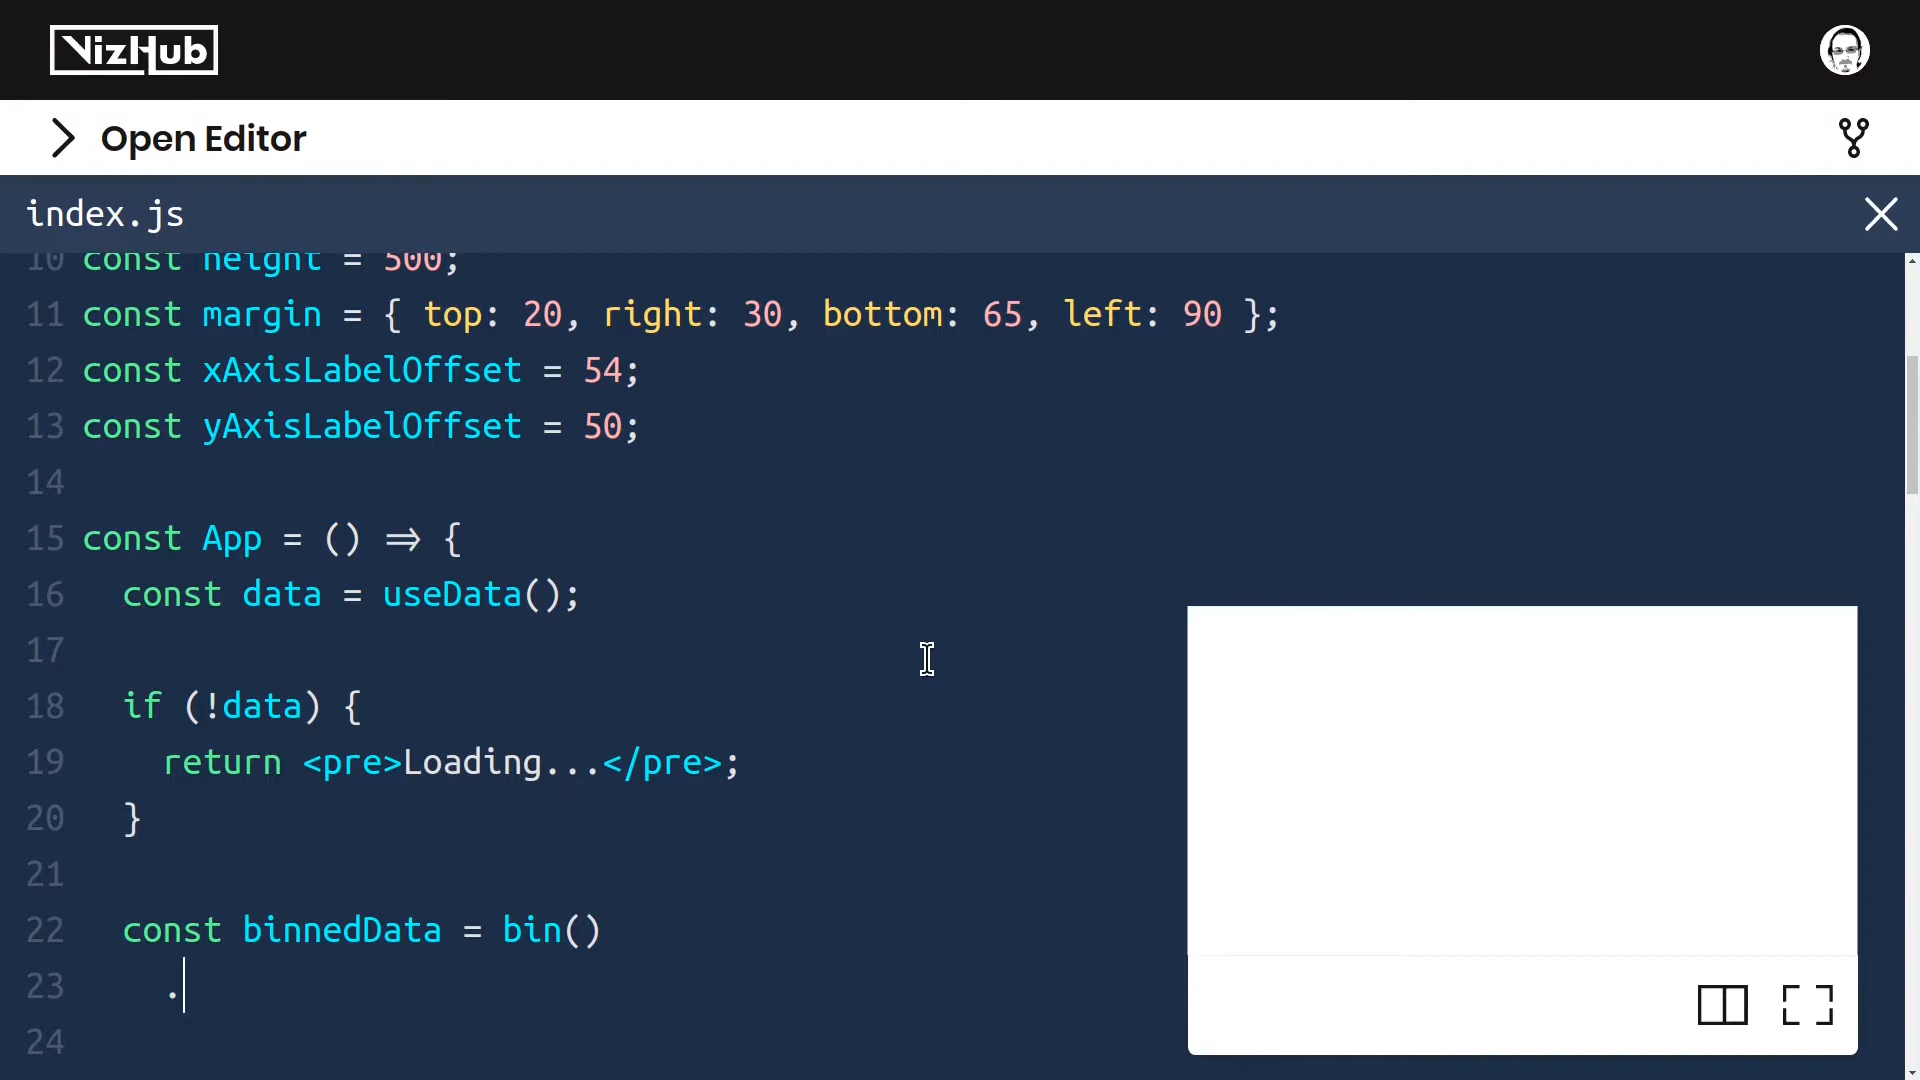 VizHub
Open Editor
index.js
10 const height = 500;
11 const margin = { top: 20, right: 30, bottom: 65, left: 90 };
12 const xAxisLabelOffset = 54;
13 const yAxisLabelOffset = 50;
14
15 const App = () => {
16 const data = useData();
17
18 if (!data) {
19 return <pre>Loading...</pre>;
20 }
21
22 const binnedData = bin()
23 .
24